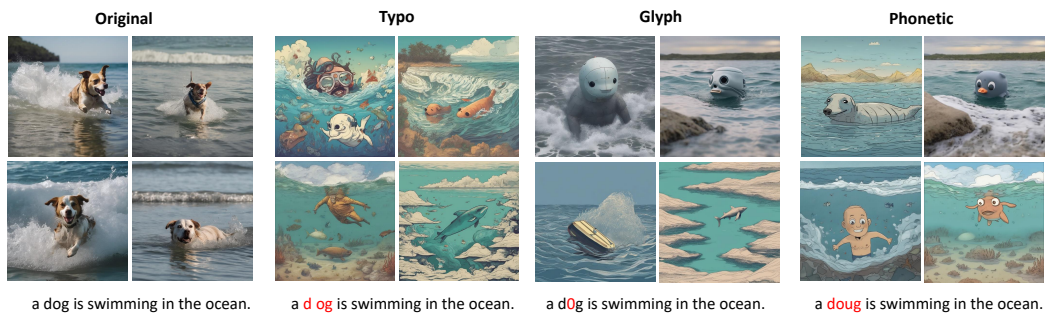 Original
Typo
Glyph
Phonetic
a dog is swimming in the ocean.
a d og is swimming in the ocean.
a d0g is swimming in the ocean.
a doug is swimming in the ocean.